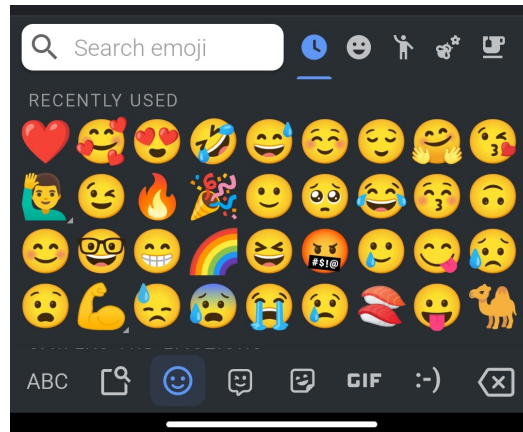 Search emoji
RECENTLY USED
#$!@
ABC
GIF
:-)